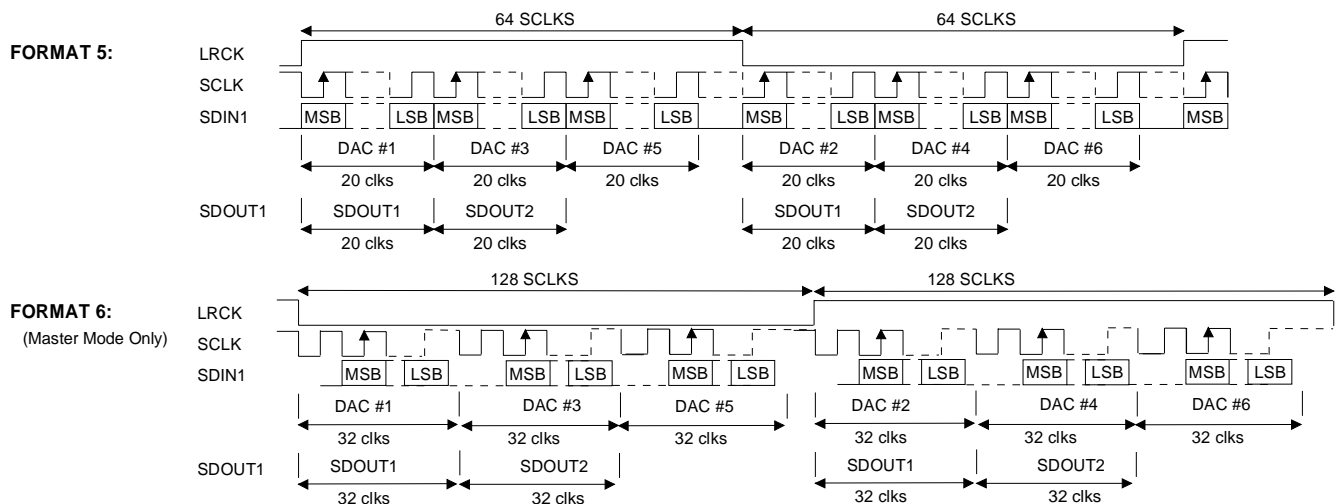 64 SCLKS 64 SCLKS
FORMAT 5: LRCK
SCLK
SDIN1 MSB LSB MSB LSB MSB LSB MSB LSB MSB LSB MSB LSB MSB
DAC #1 DAC #3 DAC #5 DAC #2 DAC #4 DAC #6
20 clks 20 clks 20 clks 20 clks 20 clks 20 clks
SDOUT1 SDOUT1 SDOUT2 SDOUT1 SDOUT2
20 clks 20 clks 20 clks 20 clks
128 SCLKS 128 SCLKS
FORMAT 6: LRCK
(Master Mode Only) SCLK
SDIN1 MSB LSB MSB LSB MSB LSB MSB LSB MSB LSB MSB LSB
DAC #1 DAC #3 DAC #5 DAC #2 DAC #4 DAC #6
32 clks 32 clks 32 clks 32 clks 32 clks 32 clks
SDOUT1 SDOUT1 SDOUT2 SDOUT1 SDOUT2
32 clks 32 clks 32 clks 32 clks